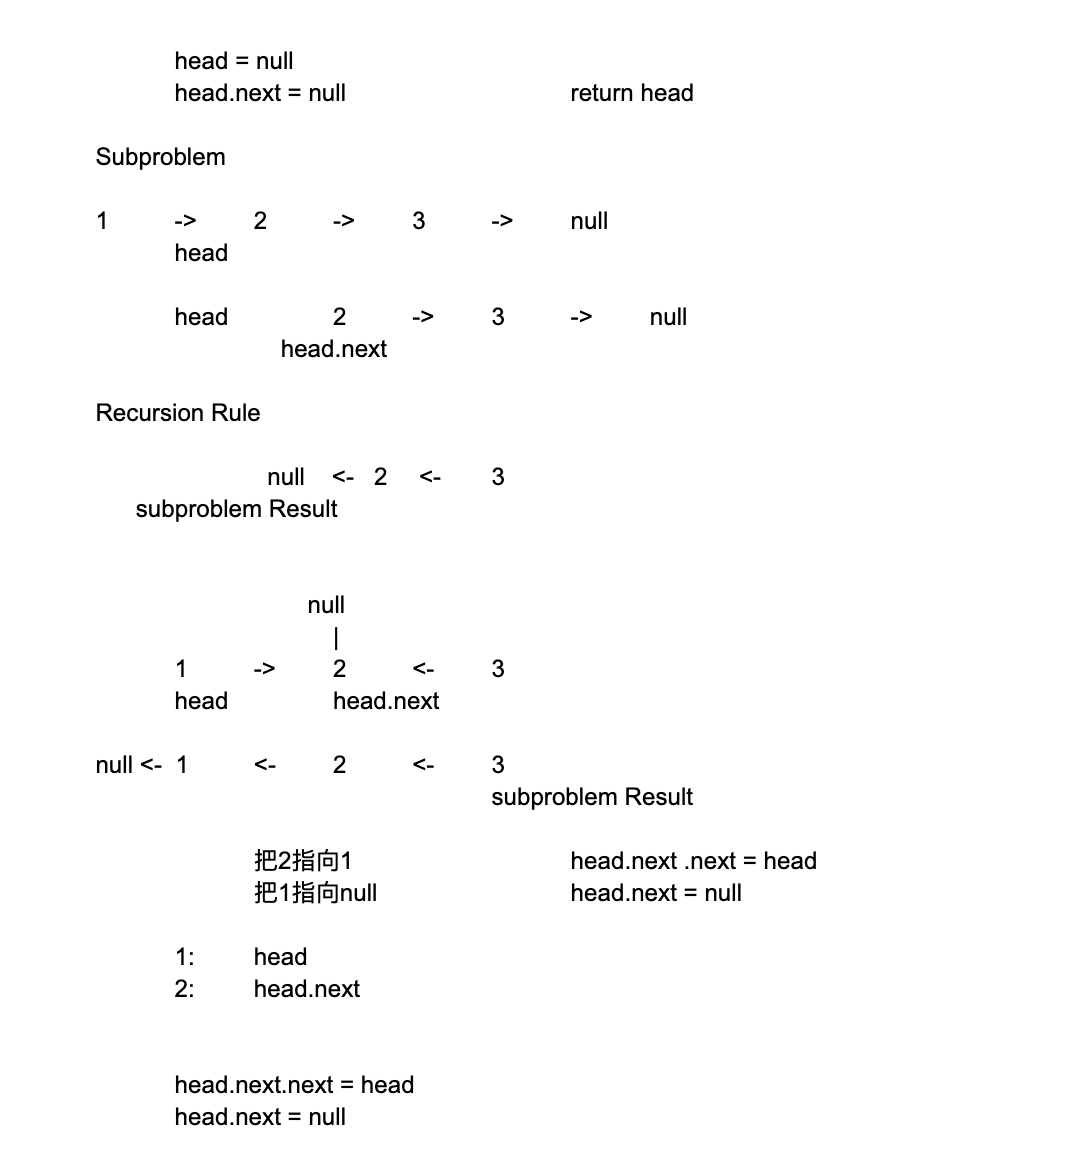 head = null
head.next = null return head
Subproblem
1 -> 2 -> 3 -> null
head
head 2 -> 3 -> null
head.next
Recursion Rule
null <- 2 <- 3
subproblem Result
null
|
1 -> 2 <- 3
head head.next
null <- 1 <- 2 <- 3
subproblem Result
把2指向1 head.next .next = head
把1指向null head.next = null
1: head
2: head.next
head.next.next = head
head.next = null